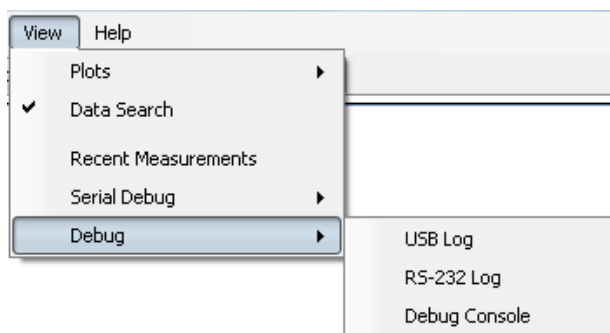 View Help
Plots
Data Search
Recent Measurements
Serial Debug
Debug
USB Log
RS-232 Log
Debug Console